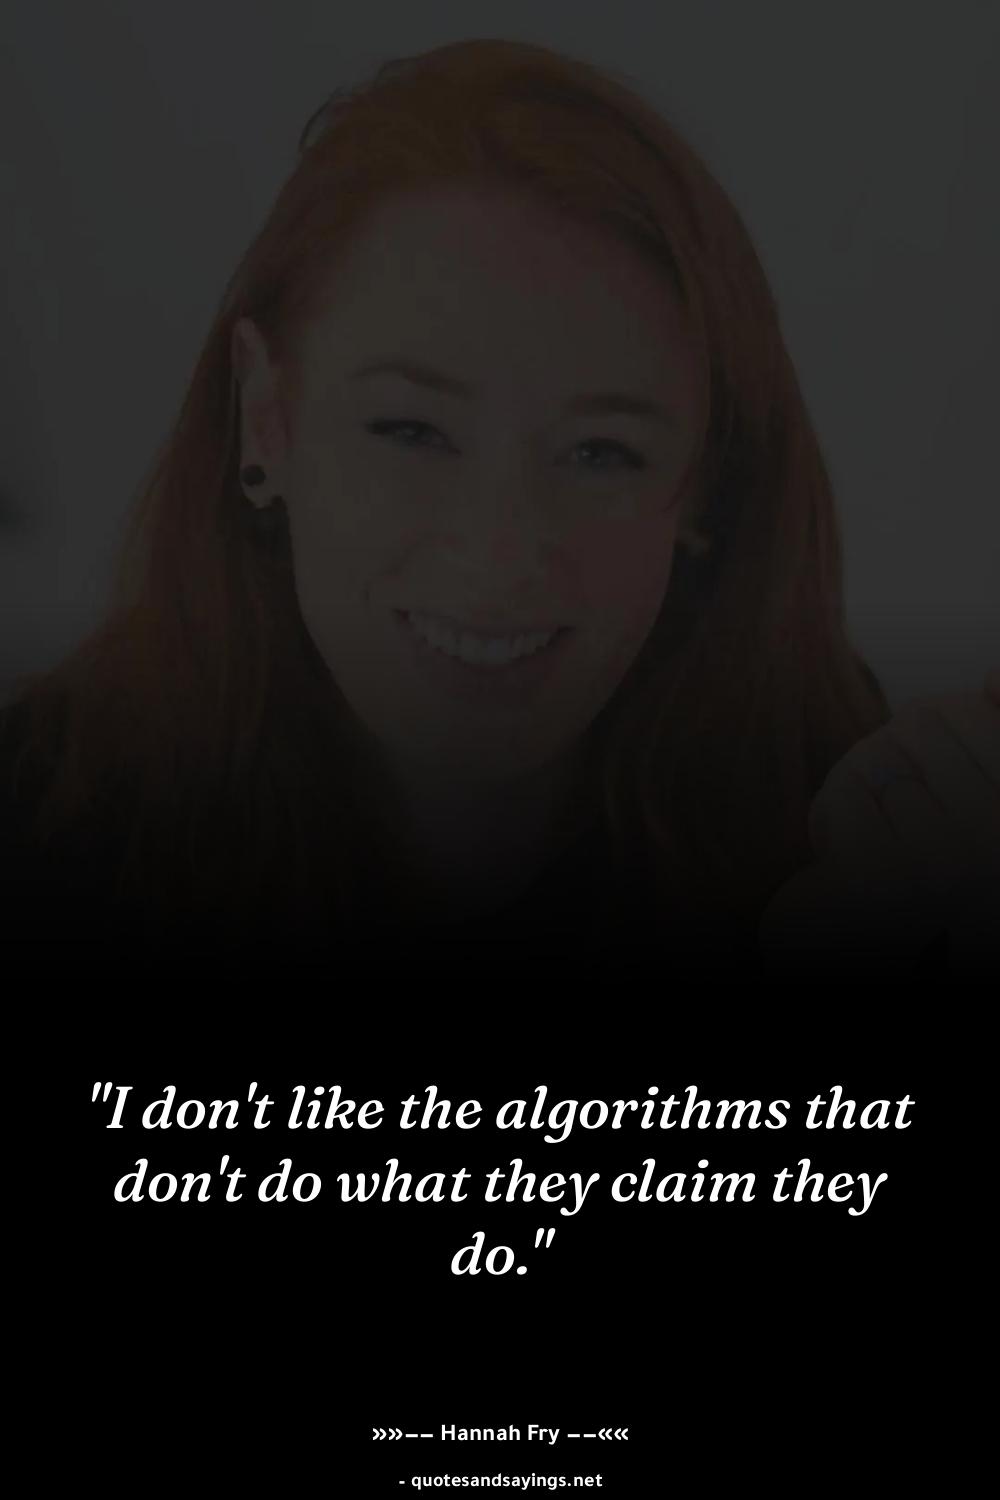 "I don't like the algorithms that
don't do what they claim they
do."
»»−− Hannah Fry −−««
- quotesandsayings.net